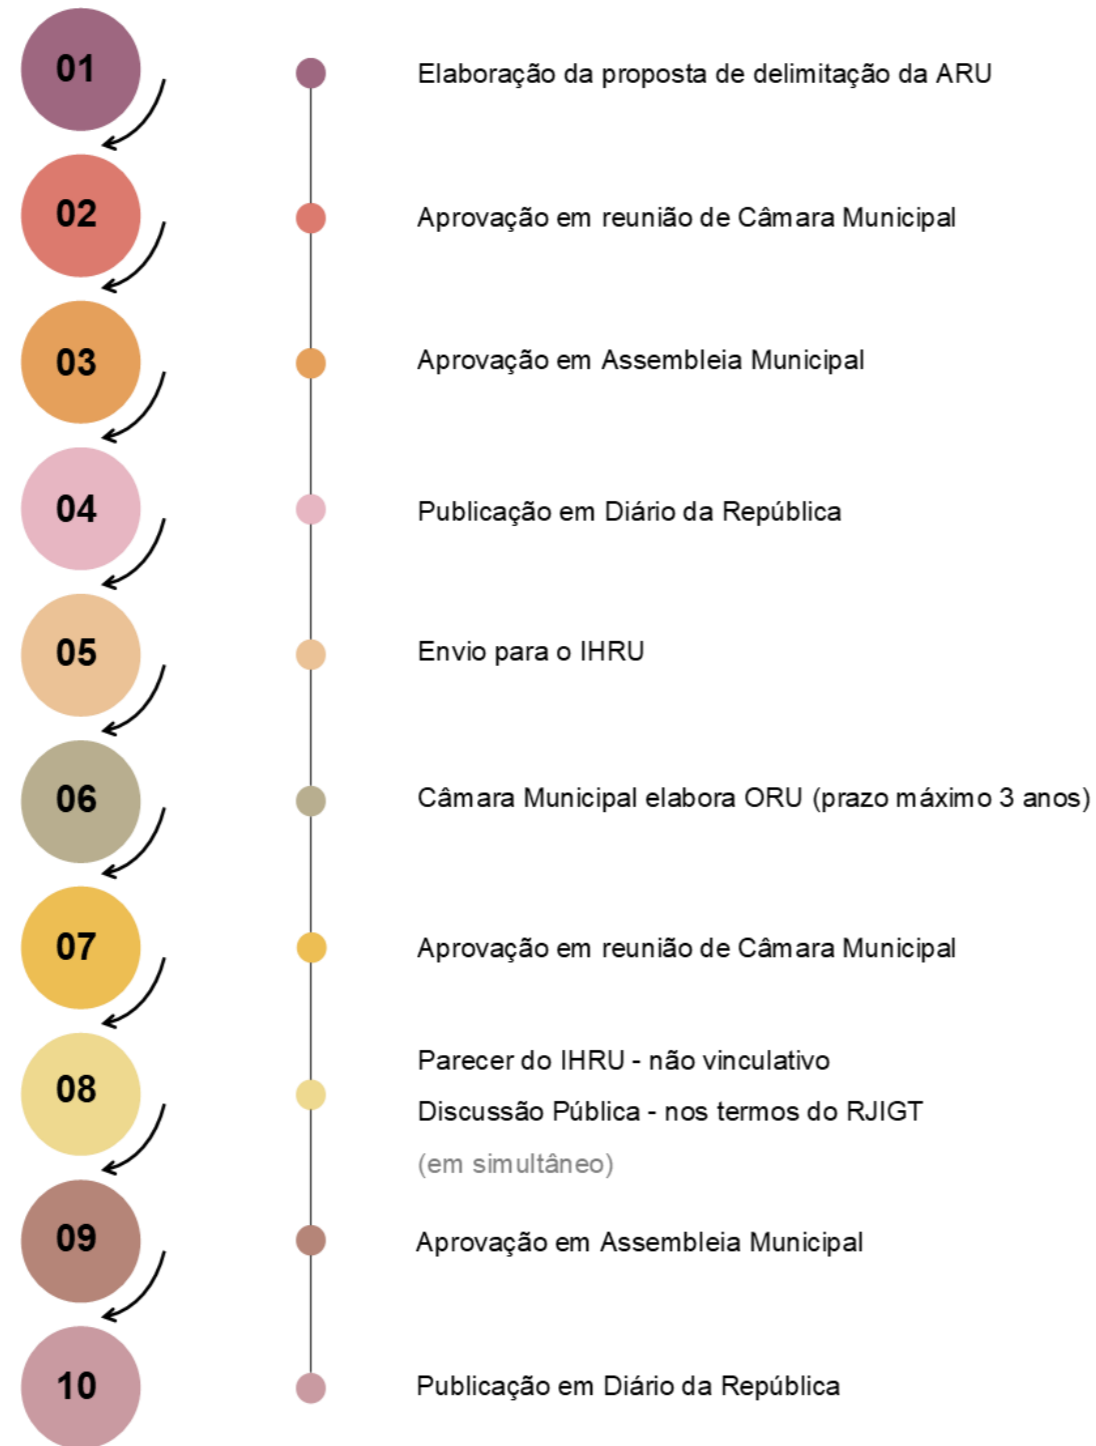 01
Elaboração da proposta de delimitação da ARU
02
Aprovação em reunião de Câmara Municipal
03
Aprovação em Assembleia Municipal
04
Publicação em Diário da República
05
Envio para o IHRU
06
Câmara Municipal elabora ORU (prazo máximo 3 anos)
07
Aprovação em reunião de Câmara Municipal
08
Parecer do IHRU - não vinculativo
Discussão Pública - nos termos do RJIGT
(em simultâneo)
09
Aprovação em Assembleia Municipal
10
Publicação em Diário da República